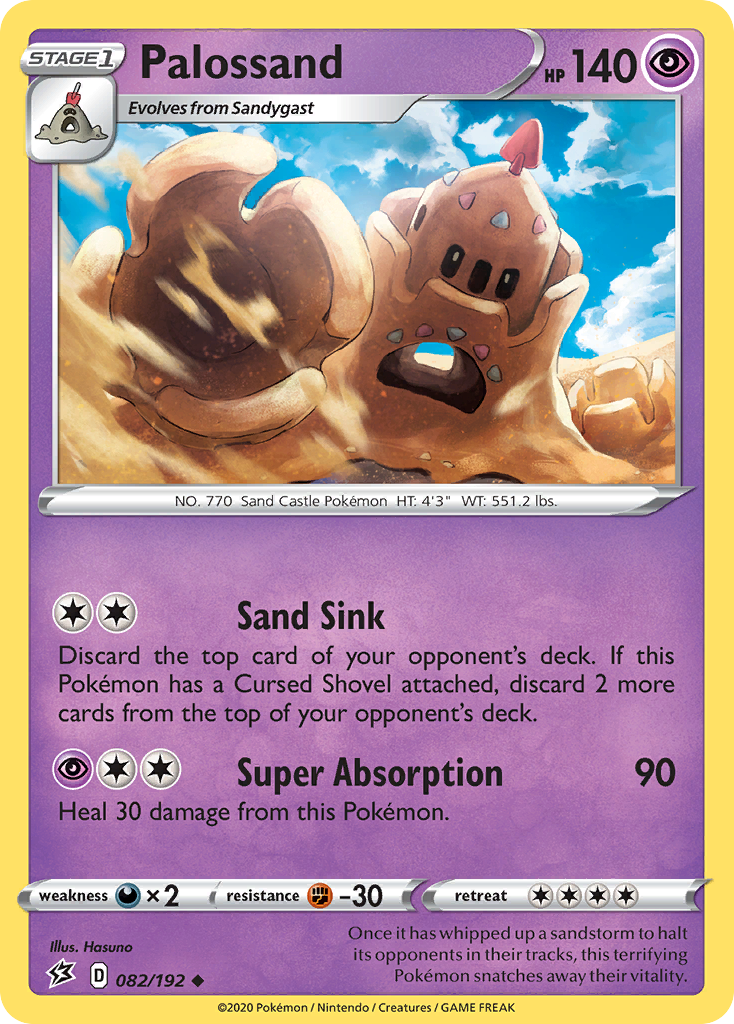 STAGE 1
Palossand
HP 140
Evolves from Sandygast
NO. 770 Sand Castle Pokémon HT: 4'3" WT: 551.2 lbs.
Sand Sink
Discard the top card of your opponent's deck. If this
Pokémon has a Cursed Shovel attached, discard 2 more
cards from the top of your opponent's deck.
Super Absorption 90
Heal 30 damage from this Pokémon.
weakness ×2 resistance -30 retreat
Illus. Hasuno
D 082/192
Once it has whipped up a sandstorm to halt
its opponents in their tracks, this terrifying
Pokémon snatches away their vitality.
©2020 Pokémon / Nintendo / Creatures / GAME FREAK